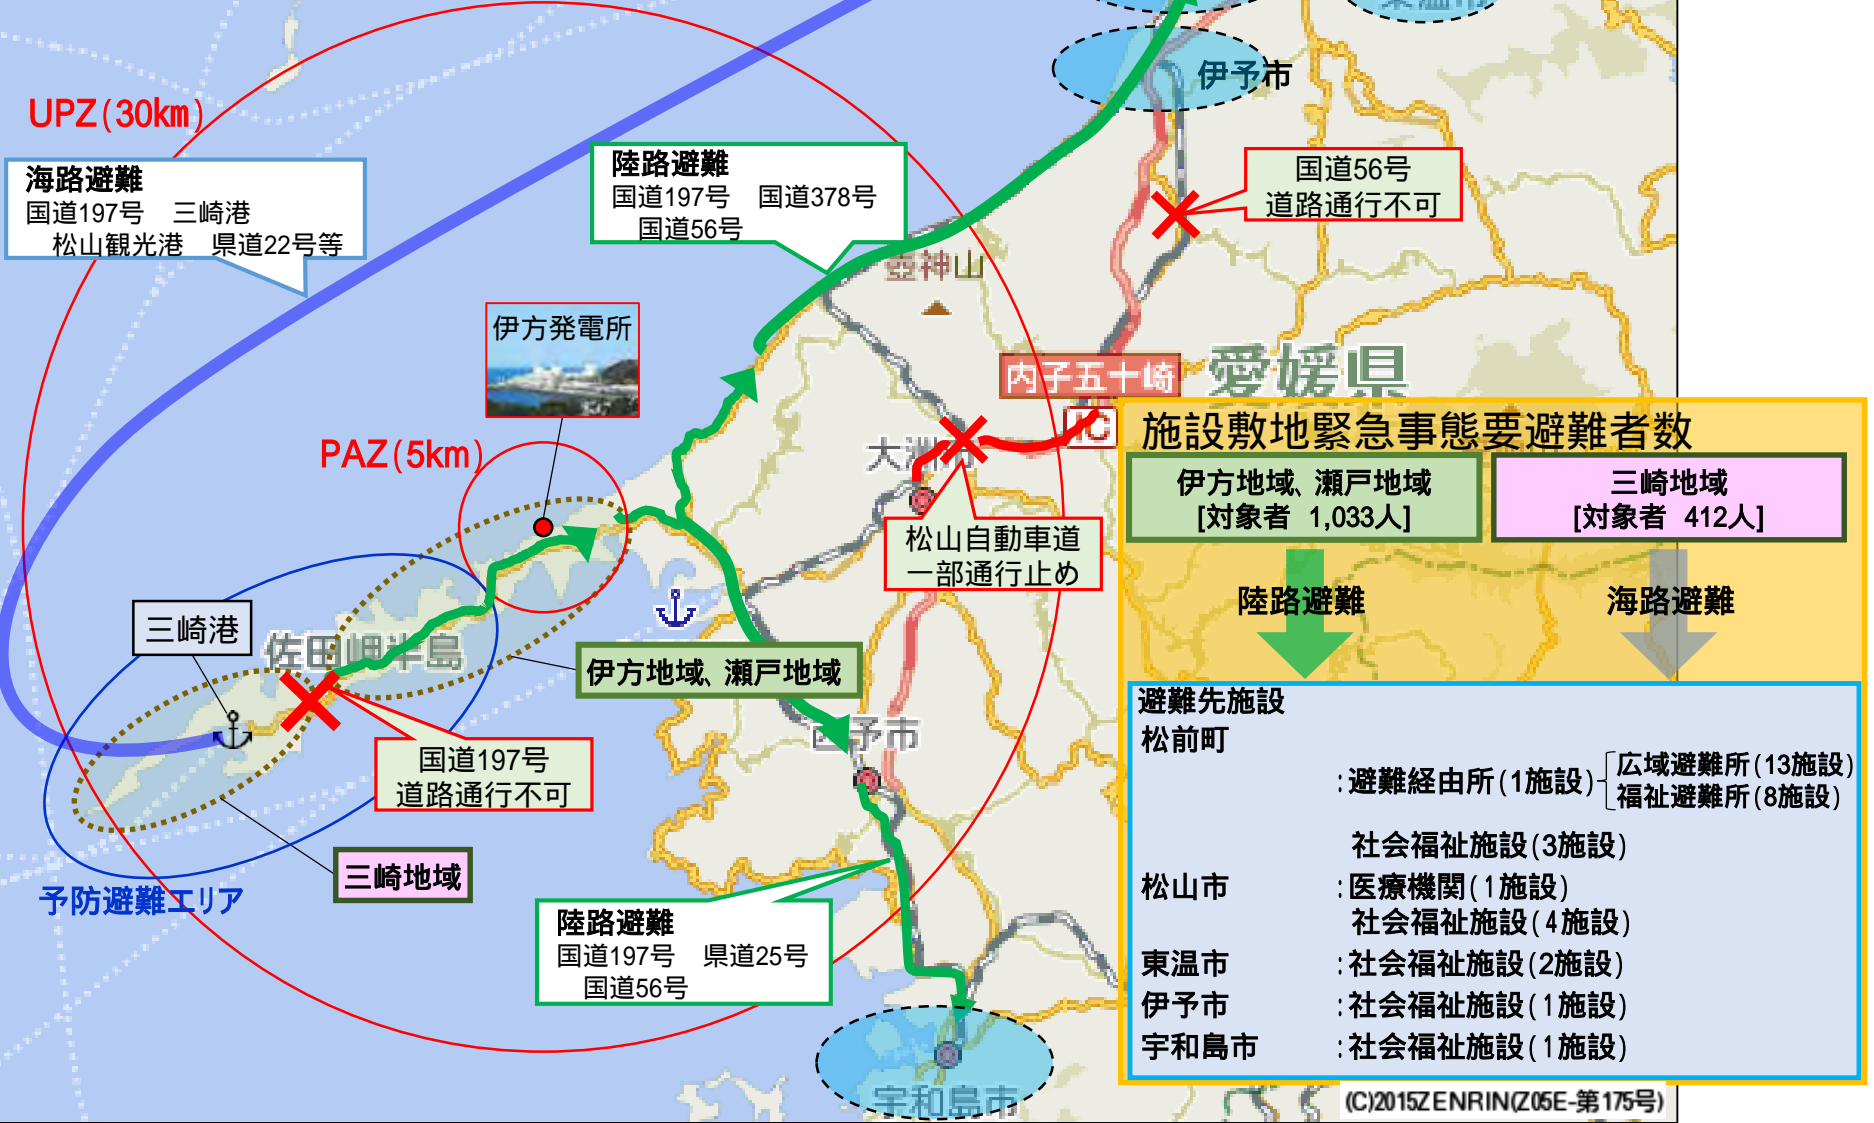 東温市
伊予市
UPZ(30km)
海路避難
国道197号　三崎港
松山観光港　県道22号等
陸路避難
国道197号　国道378号
国道56号
国道56号
道路通行不可
壺神山
伊方発電所
内子五十崎
IC
愛媛県
PAZ(5km)
大洲市
松山自動車道
一部通行止め
三崎港
佐田岬半島
伊方地域、瀬戸地域
西予市
国道197号
道路通行不可
三崎地域
予防避難エリア
陸路避難
国道197号　県道25号
国道56号
宇和島市
施設敷地緊急事態要避難者数
伊方地域、瀬戸地域
[対象者　1,033人]
三崎地域
[対象者　412人]
陸路避難
海路避難
避難先施設
松前町
:避難経由所(1施設)
広域避難所(13施設)
福祉避難所(8施設)
社会福祉施設(3施設)
松山市　:医療機関(1施設)
社会福祉施設(4施設)
東温市　:社会福祉施設(2施設)
伊予市　:社会福祉施設(1施設)
宇和島市　:社会福祉施設(1施設)
(C)2015ZENRIN(Z05E-第175号)